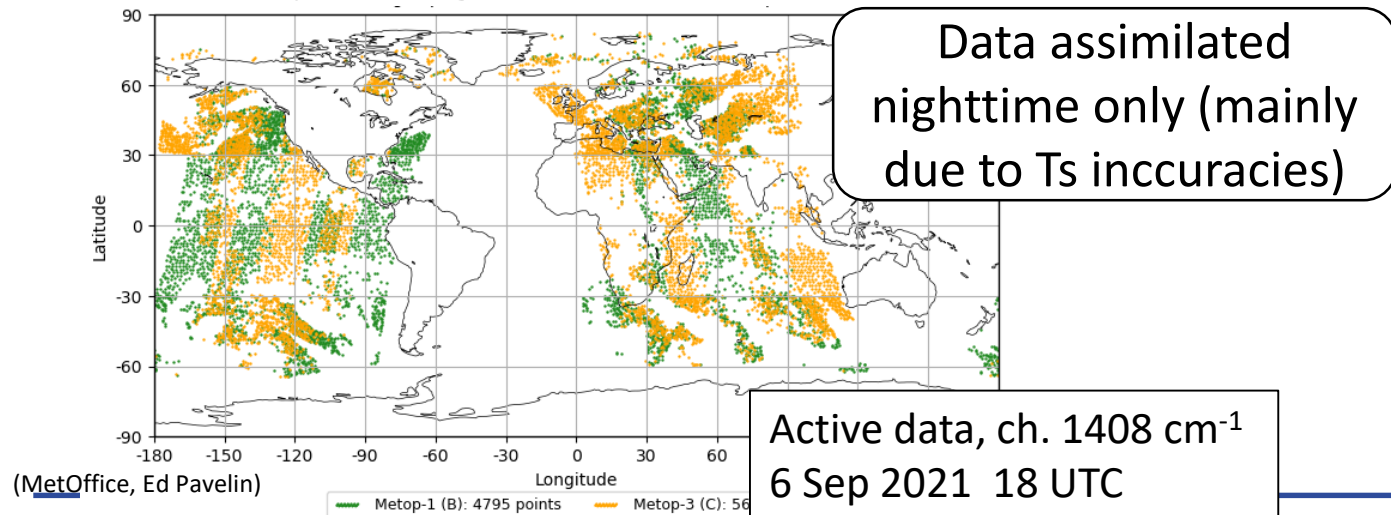 Data assimilated
nighttime only (mainly
due to Ts inccuracies)
90
60
30
0
-30
-60
-90
Latitude
-180
-150
-120
-90
-60
-30
0
30
60
Longitude
Active data, ch. 1408 cm-1
6 Sep 2021 18 UTC
(MetOffice, Ed Pavelin)
Metop-1 (B): 4795 points
Metop-3 (C): 56